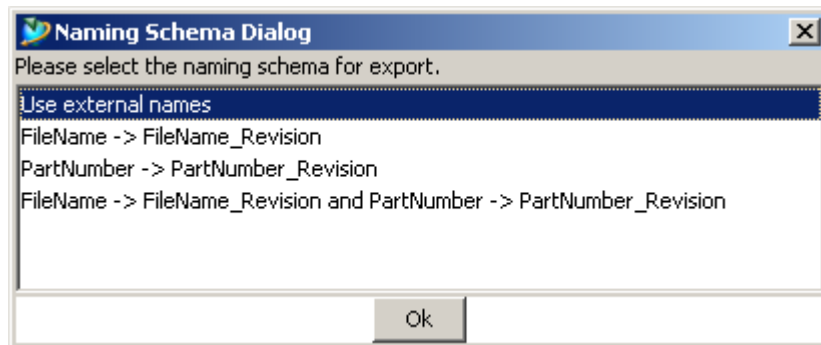 Naming Schema Dialog
Please select the naming schema for export.
Use external names
FileName -> FileName_Revision
PartNumber -> PartNumber_Revision
FileName -> FileName_Revision and PartNumber -> PartNumber_Revision
Ok